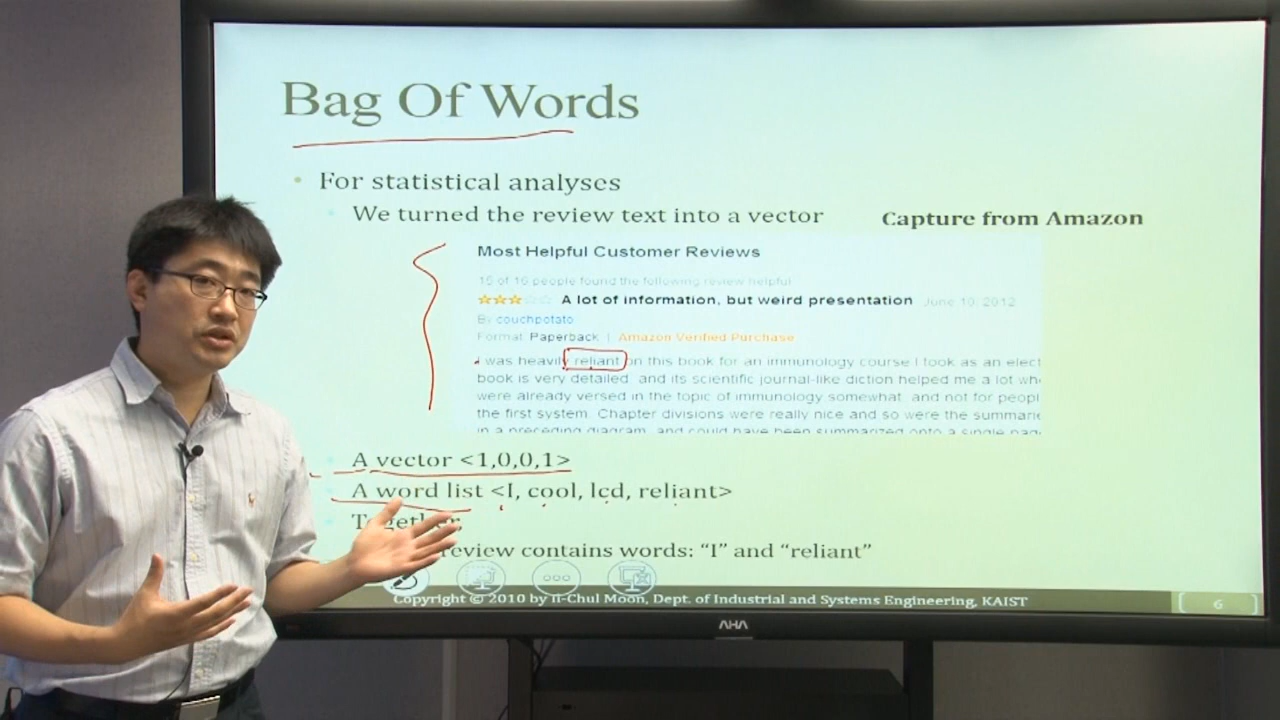 Bag Of Words
For statistical analyses
We turned the review text into a vector
Capture from Amazon
Most Helpful Customer Reviews
15 of 16 people found the following review helpful
A lot of information, but weird presentation June 10, 2012
By couchpotato
Format: Paperback | Amazon Verified Purchase
I was heavily reliant on this book for an immunology course I took as an elect
book is very detailed and its scientific journal-like diction helped me a lot
were already versed in the topic of immunology somewhat and not for peopl
the first system. Chapter divisions were really nice and so were the summarie
in a preceding diagram, and could have been summarized onto a single pag
A vector <1,0,0,1>
A word list <I, cool, lcd, reliant>
Together,
review contains words: “I” and “reliant”
Copyright © 2010 by Il-Chul Moon, Dept. of Industrial and Systems Engineering, KAIST
6
AHA